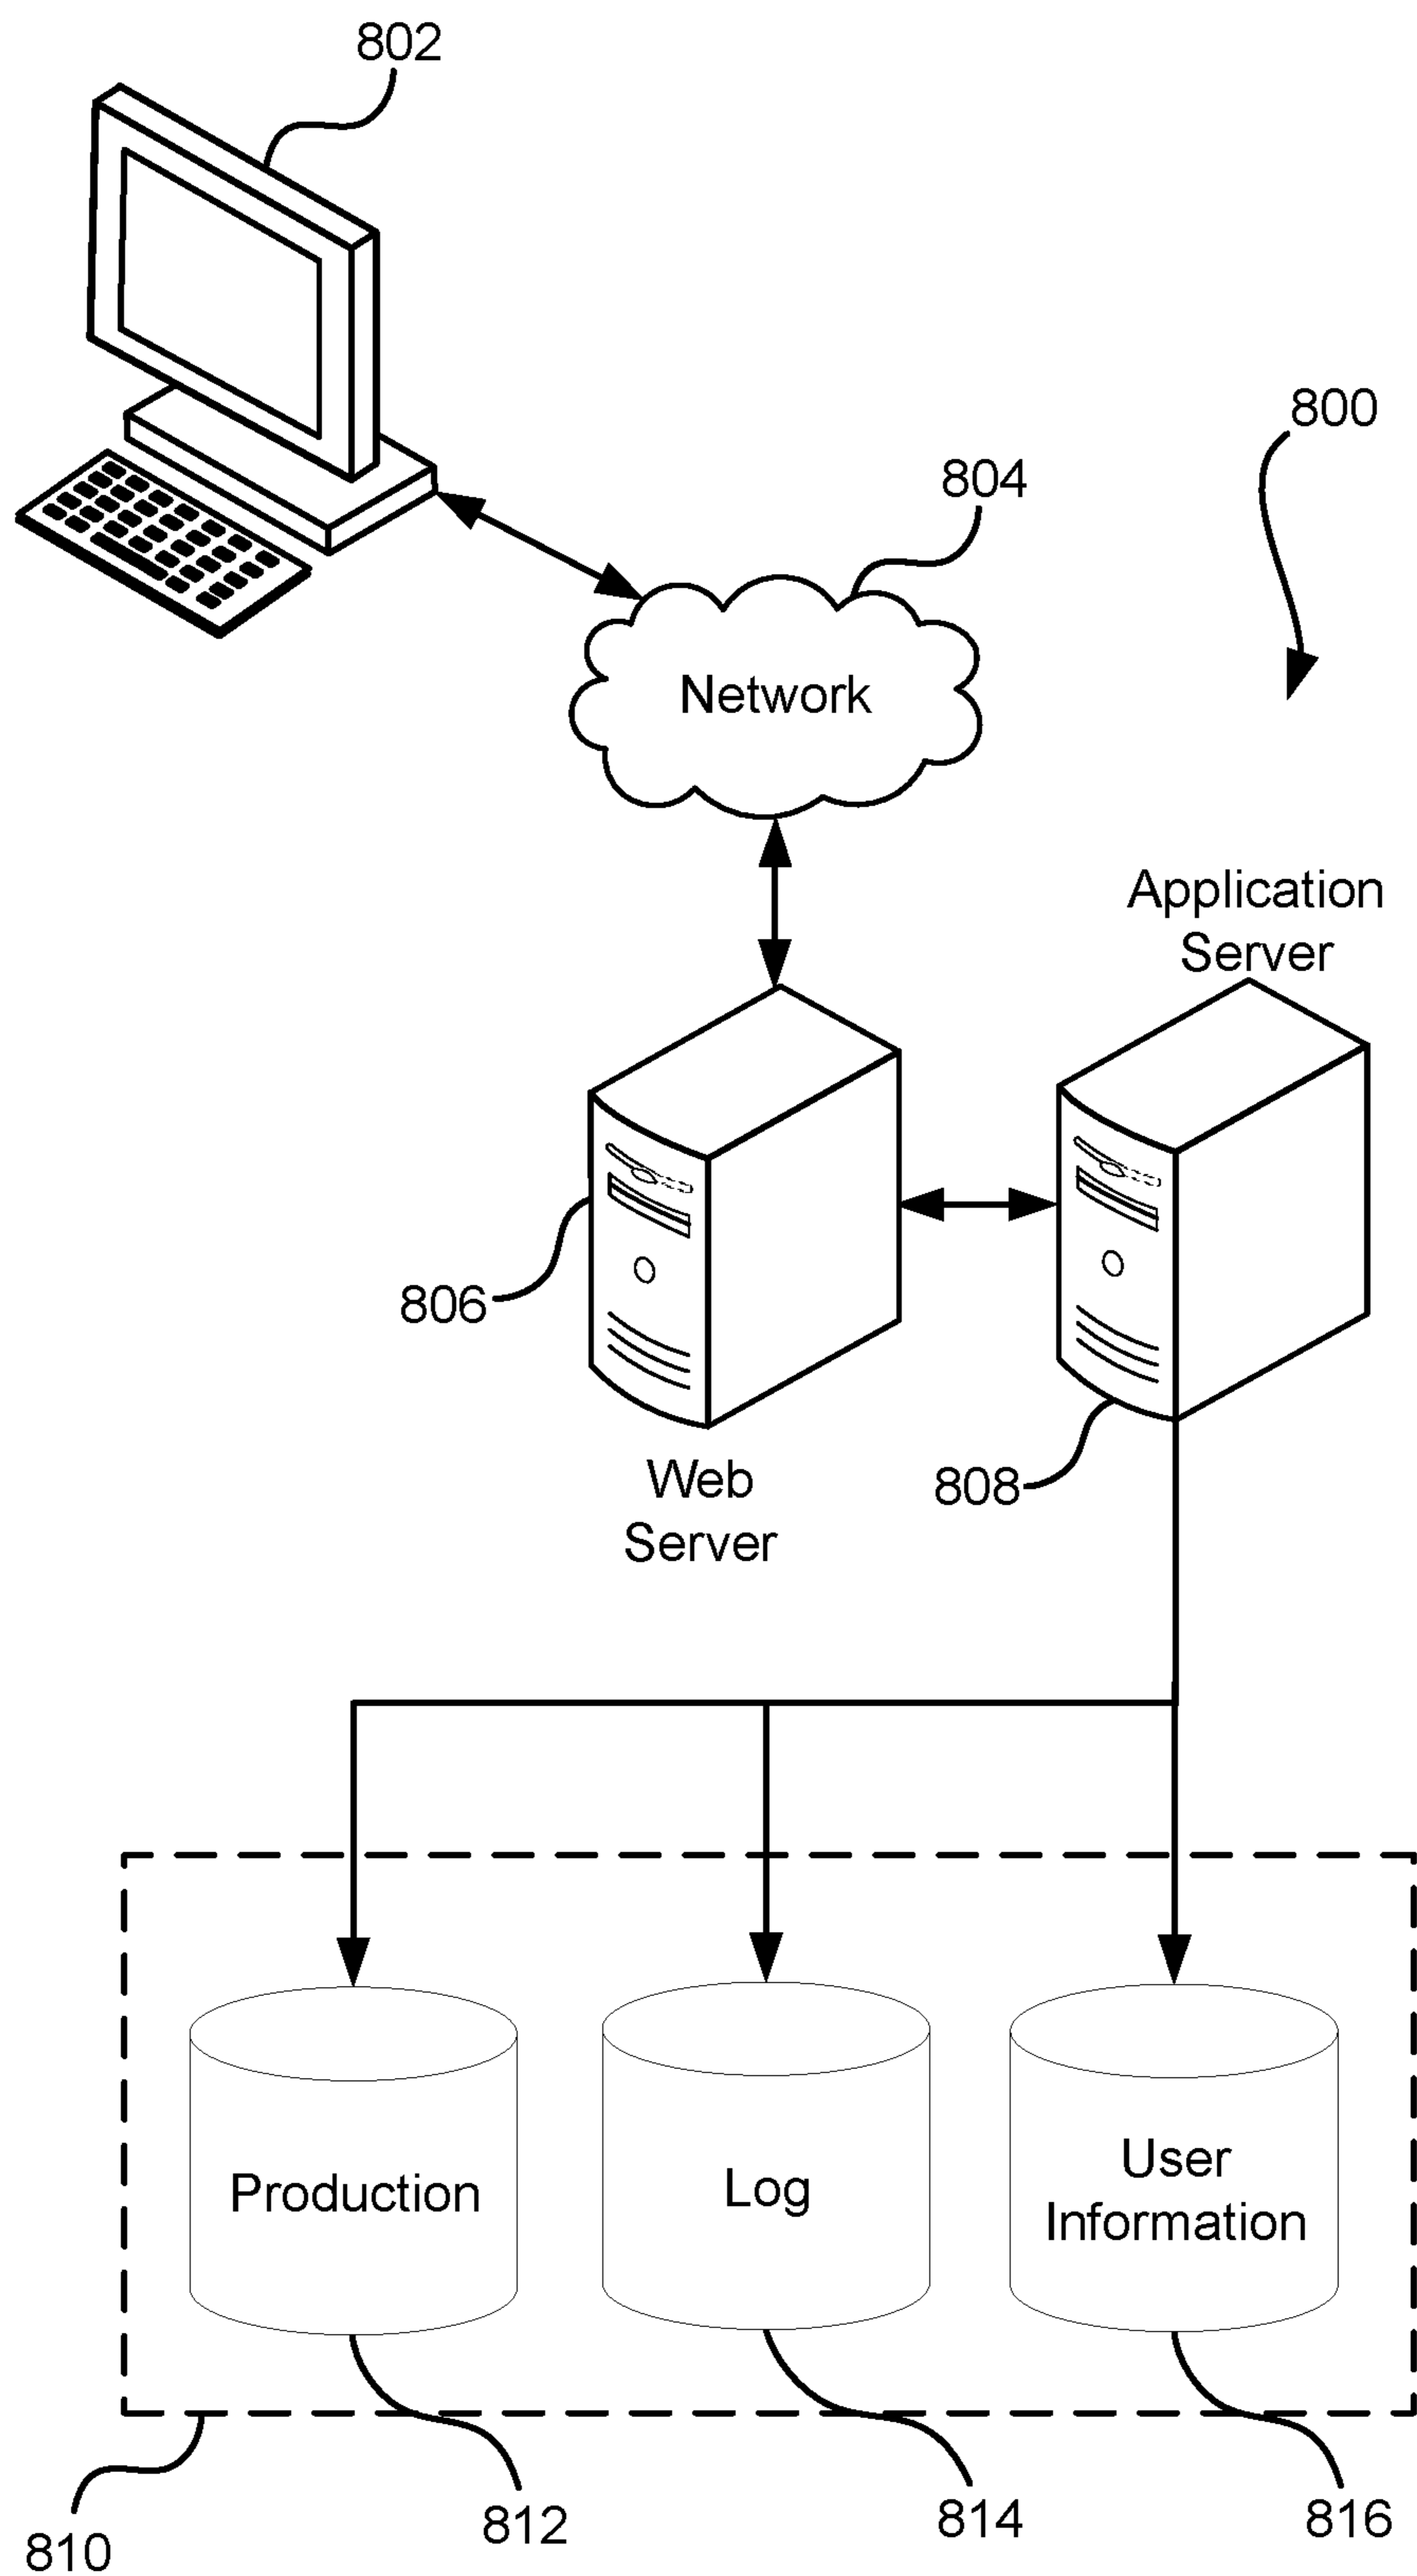 802
800
804
Network
Application
Server
806
Web
Server
808
Production
Log
User
Information
810
812
814
816